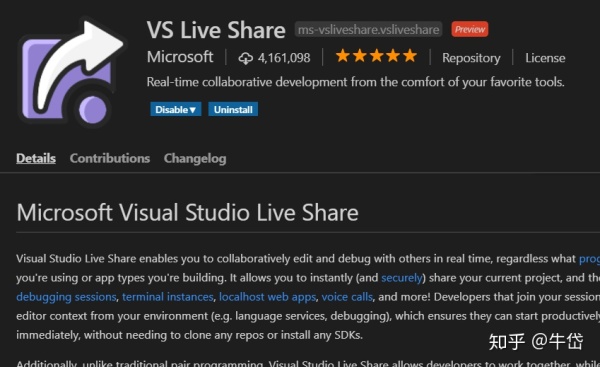 VS Live Share ms-vsliveshare.vsliveshare Preview
Microsoft 4,161,098 Repository License
Real-time collaborative development from the comfort of your favorite tools.
Disable Uninstall
Details Contributions Changelog
Microsoft Visual Studio Live Share
Visual Studio Live Share enables you to collaboratively edit and debug with others in real time, regardless what prog
you're using or app types you're building. It allows you to instantly (and securely) share your current project, and the
debugging sessions, terminal instances, localhost web apps, voice calls, and more! Developers that join your session
editor context from your environment (e.g. language services, debugging), which ensures they can start productively
immediately, without needing to clone any repos or install any SDKs.
Additionally, unlike traditional pair programming, Visual Studio Live Share allows developers to work together, while
知乎 @牛岱